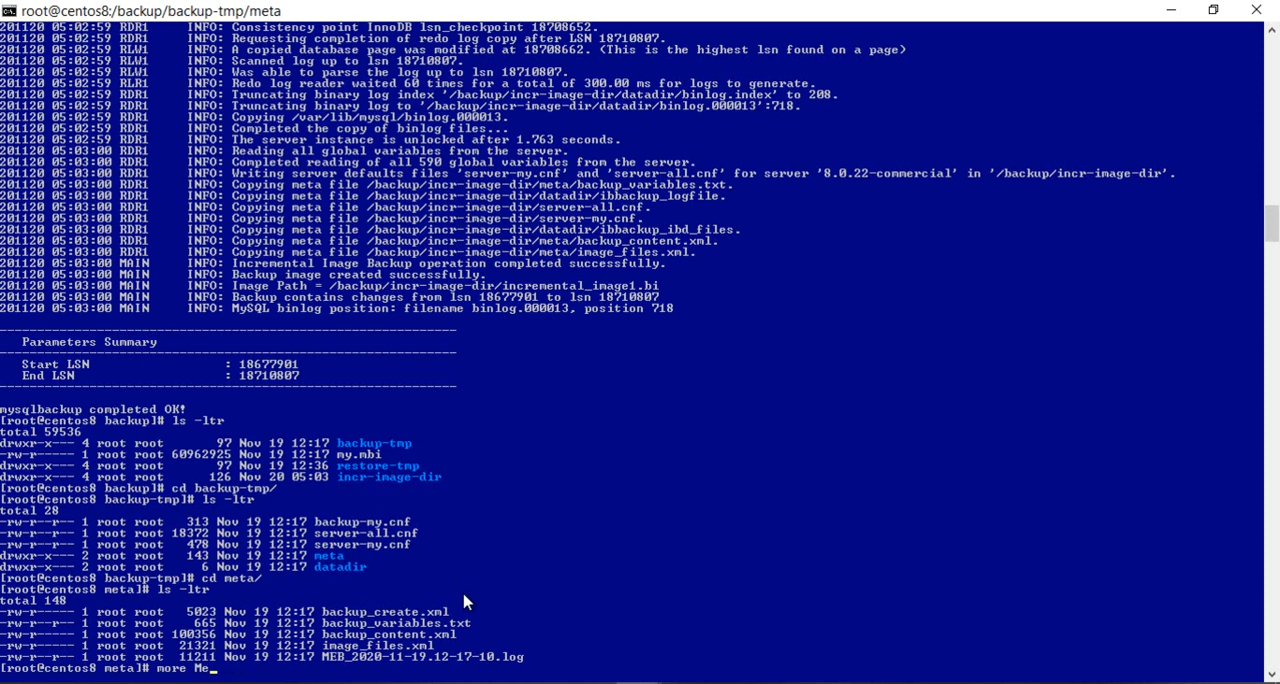 root@centos8:/backup/backup-tmp/meta
201120 05:02:59 RDR1     INFO: Consistency point InnoDB lsn_checkpoint 18708652.
201120 05:02:59 RDR1     INFO: Requesting completion of redo log copy after LSN 18710807.
201120 05:02:59 RLW1     INFO: A copied database page was modified at 18708662. (This is the highest lsn found on a page)
201120 05:02:59 RLW1     INFO: Scanned log up to lsn 18710807.
201120 05:02:59 RLW1     INFO: Was able to parse the log up to lsn 18710807.
201120 05:02:59 RLR1     INFO: Redo log reader waited 60 times for a total of 300.00 ms for logs to generate.
201120 05:02:59 RDR1     INFO: Truncating binary log index '/backup/incr-image-dir/datadir/binlog.index' to 208.
201120 05:02:59 RDR1     INFO: Truncating binary log to '/backup/incr-image-dir/datadir/binlog.000013':718.
201120 05:02:59 RDR1     INFO: Copying /var/lib/mysql/binlog.000013.
201120 05:02:59 RDR1     INFO: Completed the copy of binlog files...
201120 05:02:59 RDR1     INFO: The server instance is unlocked after 1.763 seconds.
201120 05:03:00 RDR1     INFO: Reading all global variables from the server.
201120 05:03:00 RDR1     INFO: Completed reading of all 590 global variables from the server.
201120 05:03:00 RDR1     INFO: Writing server defaults files 'server-my.cnf' and 'server-all.cnf' for server '8.0.22-commercial' in '/backup/incr-image-dir'.
201120 05:03:00 RDR1     INFO: Copying meta file /backup/incr-image-dir/meta/backup_variables.txt.
201120 05:03:00 RDR1     INFO: Copying meta file /backup/incr-image-dir/datadir/ibbackup_logfile.
201120 05:03:00 RDR1     INFO: Copying meta file /backup/incr-image-dir/server-all.cnf.
201120 05:03:00 RDR1     INFO: Copying meta file /backup/incr-image-dir/server-my.cnf.
201120 05:03:00 RDR1     INFO: Copying meta file /backup/incr-image-dir/datadir/ibbackup_ibd_files.
201120 05:03:00 RDR1     INFO: Copying meta file /backup/incr-image-dir/meta/backup_content.xml.
201120 05:03:00 RDR1     INFO: Copying meta file /backup/incr-image-dir/meta/image_files.xml.
201120 05:03:00 MAIN     INFO: Incremental Image Backup operation completed successfully.
201120 05:03:00 MAIN     INFO: Backup image created successfully.
201120 05:03:00 MAIN     INFO: Image Path = /backup/incr-image-dir/incremental_image1.bi
201120 05:03:00 MAIN     INFO: Backup contains changes from lsn 18677901 to lsn 18710807
201120 05:03:00 MAIN     INFO: MySQL binlog position: filename binlog.000013, position 718
-------------------------------------------------------------
   Parameters Summary
-------------------------------------------------------------
   Start LSN                  : 18677901
   End LSN                    : 18710807
-------------------------------------------------------------
mysqlbackup completed OK!
[root@centos8 backup]# ls -ltr
total 59536
drwxr-x--- 4 root root       97 Nov 19 12:17 backup-tmp
-rw-r--r-- 1 root root 60962925 Nov 19 12:17 my.mbi
drwxr-x--- 4 root root       97 Nov 19 12:36 restore-tmp
drwxr-x--- 4 root root      126 Nov 20 05:03 incr-image-dir
[root@centos8 backup]# cd backup-tmp/
[root@centos8 backup-tmp]# ls -ltr
total 28
-rw-r--r-- 1 root root   313 Nov 19 12:17 backup-my.cnf
-rw-r----- 1 root root 18372 Nov 19 12:17 server-all.cnf
-rw-r----- 1 root root   478 Nov 19 12:17 server-my.cnf
drwxr-x--- 2 root root   143 Nov 19 12:17 meta
drwxr-x--- 2 root root     6 Nov 19 12:17 datadir
[root@centos8 backup-tmp]# cd meta/
[root@centos8 meta]# ls -ltr
total 148
-rw-r----- 1 root root   5023 Nov 19 12:17 backup_create.xml
-rw-r--r-- 1 root root    665 Nov 19 12:17 backup_variables.txt
-rw-r----- 1 root root 100356 Nov 19 12:17 backup_content.xml
-rw-r----- 1 root root  21321 Nov 19 12:17 image_files.xml
-rw-r----- 1 root root  11211 Nov 19 12:17 MEB_2020-11-19.12-17-10.log
[root@centos8 meta]# more Me_